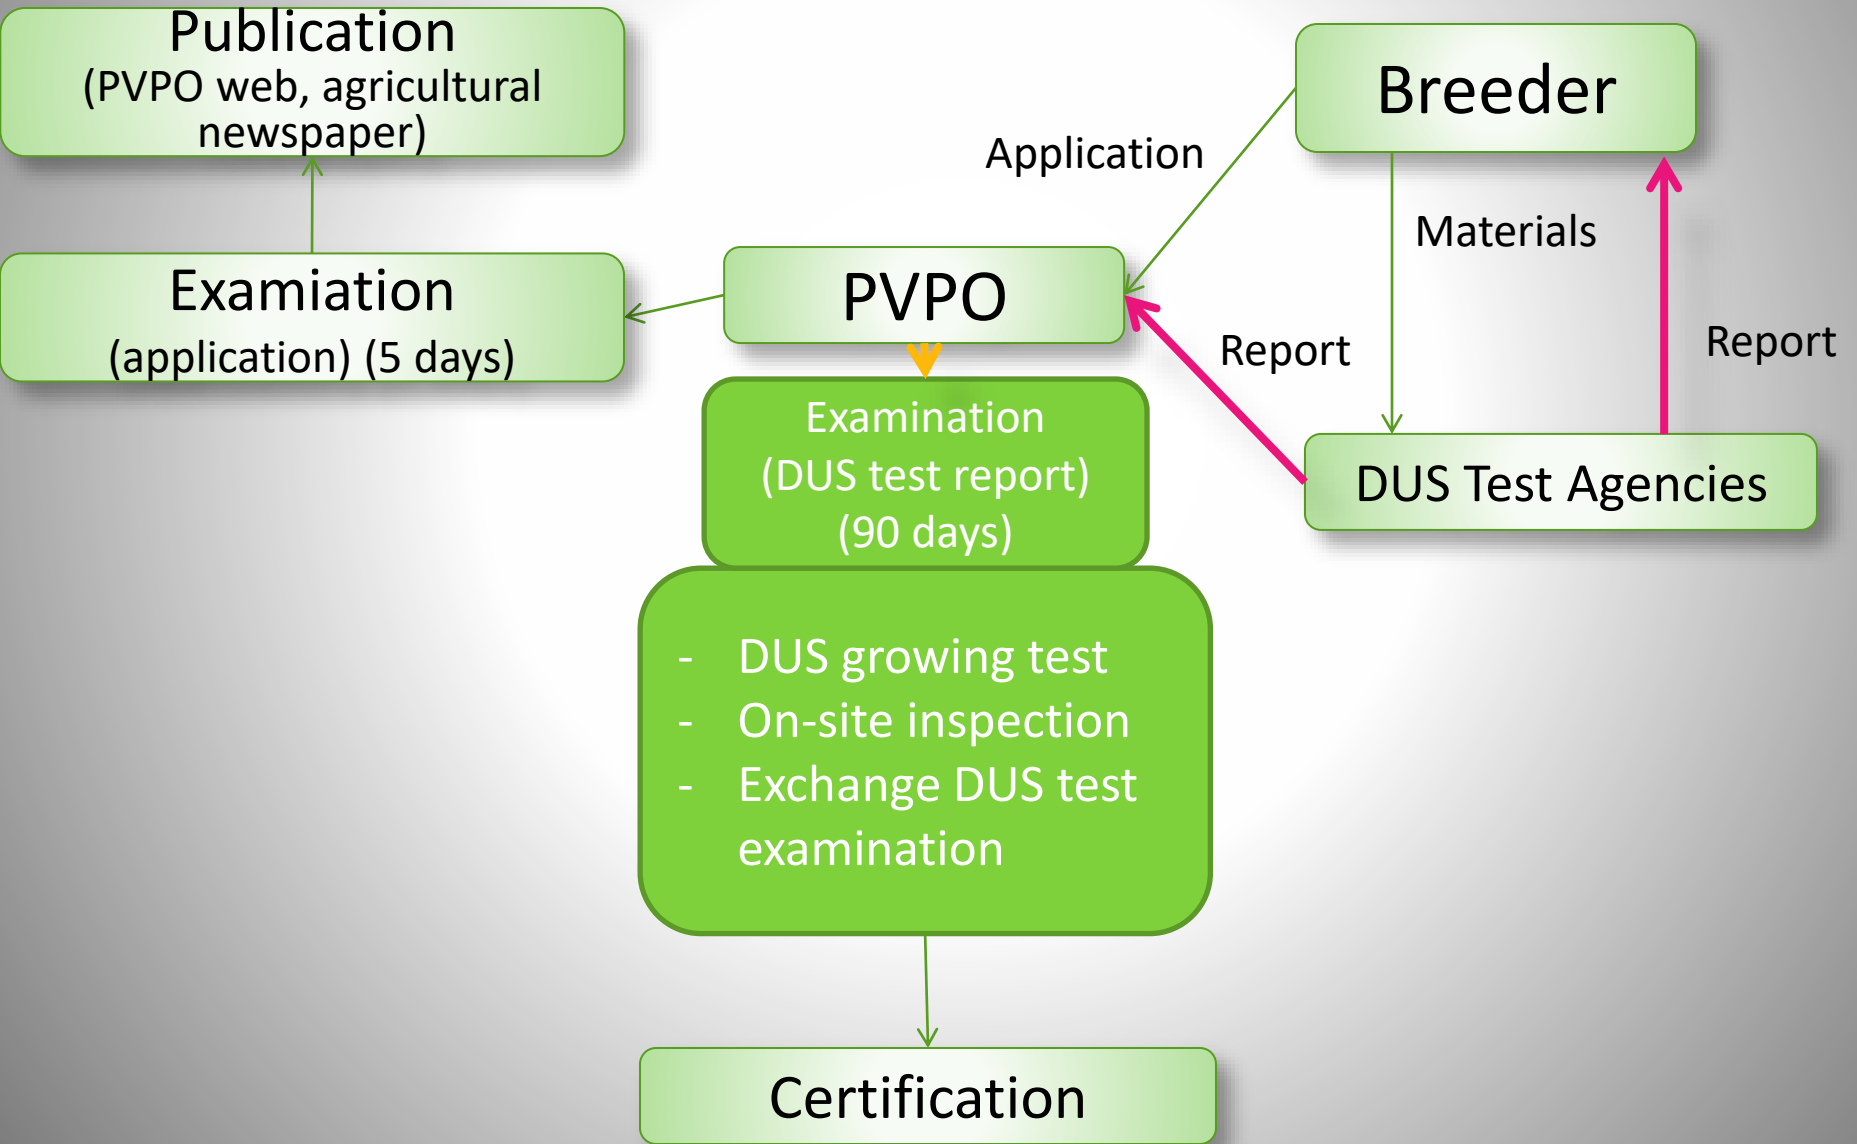 Publication
(PVPO web, agricultural
newspaper)
Breeder
Application
Materials
Examiation
(application) (5 days)
PVPO
Report
Report
Examination
(DUS test report)
(90 days)
DUS Test Agencies
- DUS growing test
- On-site inspection
- Exchange DUS test
examination
Certification